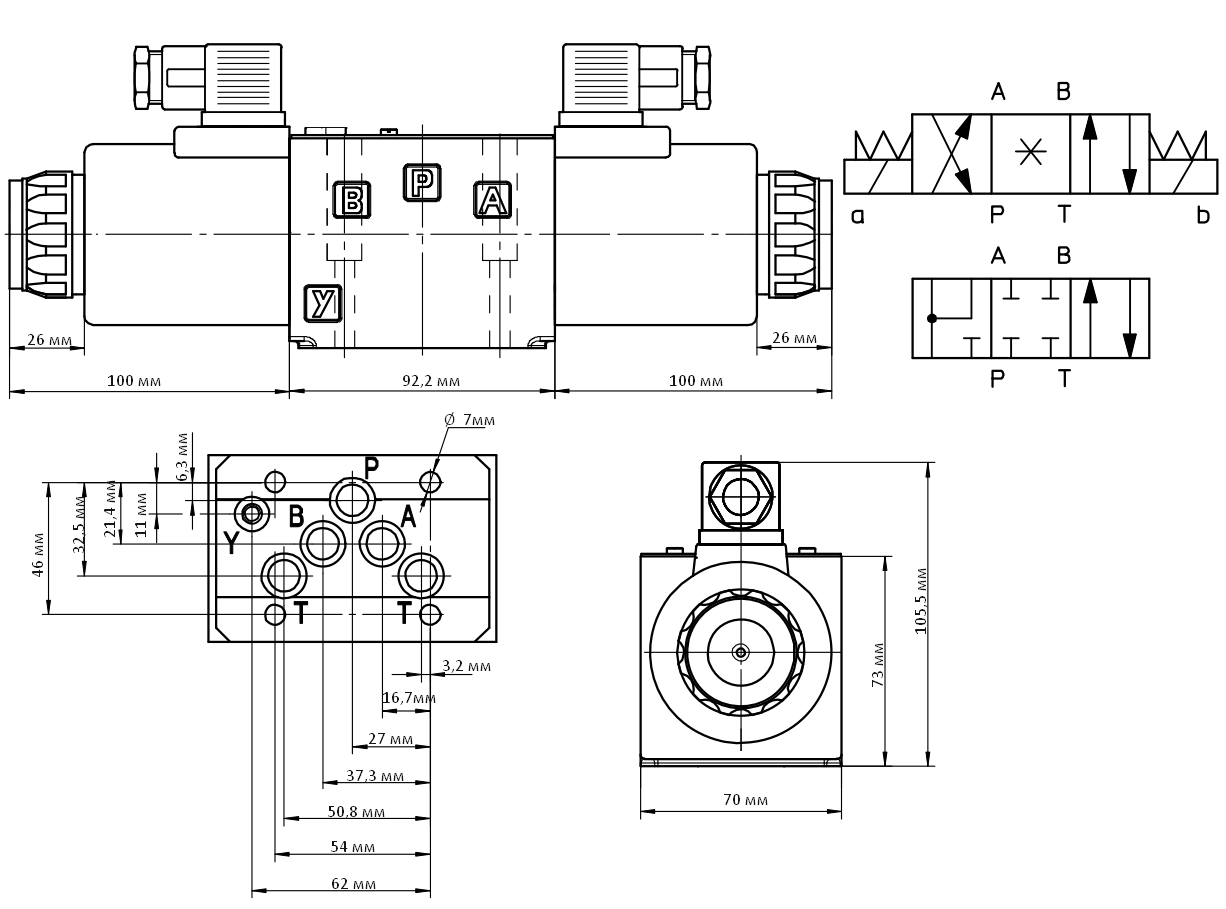 A B
B P A
a P T b
A B
Y
26 мм
26 мм
100 мм
92,2 мм
100 мм
P T
Ø 7мм
6,3 мм
P
11 мм
21,4 мм
32,5 мм
46 мм
B A
Y
T T
3,2 мм
16,7мм
27 мм
37,3 мм
50,8 мм
54 мм
62 мм
105,5 мм
73 мм
70 мм